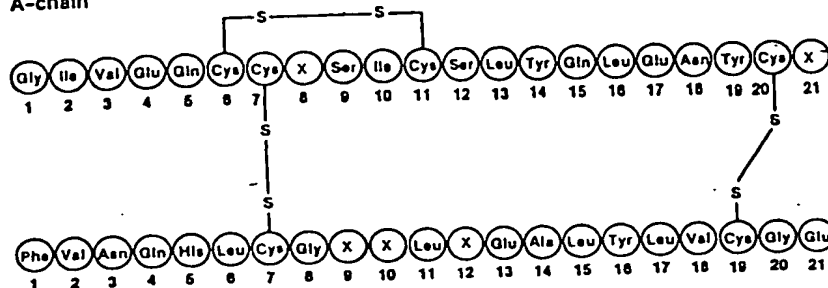 A-chain
S S
Gly Ile Val Glu Gln Cys Cys X Ser Ile Cys Ser Leu Tyr Gln Leu Glu Asn Tyr Cys X
1 2 3 4 5 6 7 8 9 10 11 12 13 14 15 16 17 18 19 20 21
S S
S S
Phe Val Asn Gln His Leu Cys Gly X X Leu X Glu Ala Leu Tyr Leu Val Cys Gly Glu
1 2 3 4 5 6 7 8 9 10 11 12 13 14 15 16 17 18 19 20 21